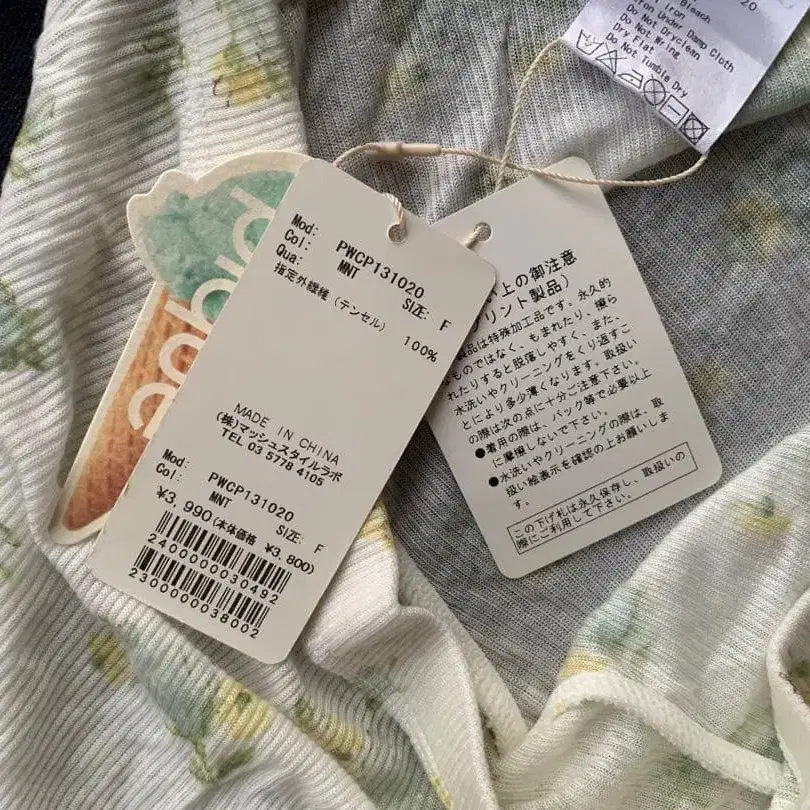 20
Bleach
Iron
Iron Under Damp Cloth
Do Not Dryclean
Do Not Wring
Dry Flat
Do Not Tumble Dry
pique
Mod: PWCP131020
Col: MNT SIZE: F
Qua:
指定外繊維(テンセル) 100%
MADE IN CHINA
(株)マッシュスタイルラボ
TEL 03 5778 4105
Mod: PWCP131020
Col: MNT SIZE: F
¥3,990(本体価格 ¥3,800)
2400000030492
2300000038002
い上の御注意
プリント製品)
製品は特殊加工品です。永久的
なものではなく、もまれたり、擦ら
れたりすると脱落しやすく、また、
水洗いやクリーニングをくり返すこ
とにより多少薄くなります。取扱い
の際は次の点に十分ご注意下さい。
●着用の際は、バック等で必要以上
に摩擦しないで下さい。
●水洗いやクリーニングの際は、取
扱い絵表示を確認の上お願いしま
す。
この下げ札は永久保存し、取扱いの
際にご利用して下さい。